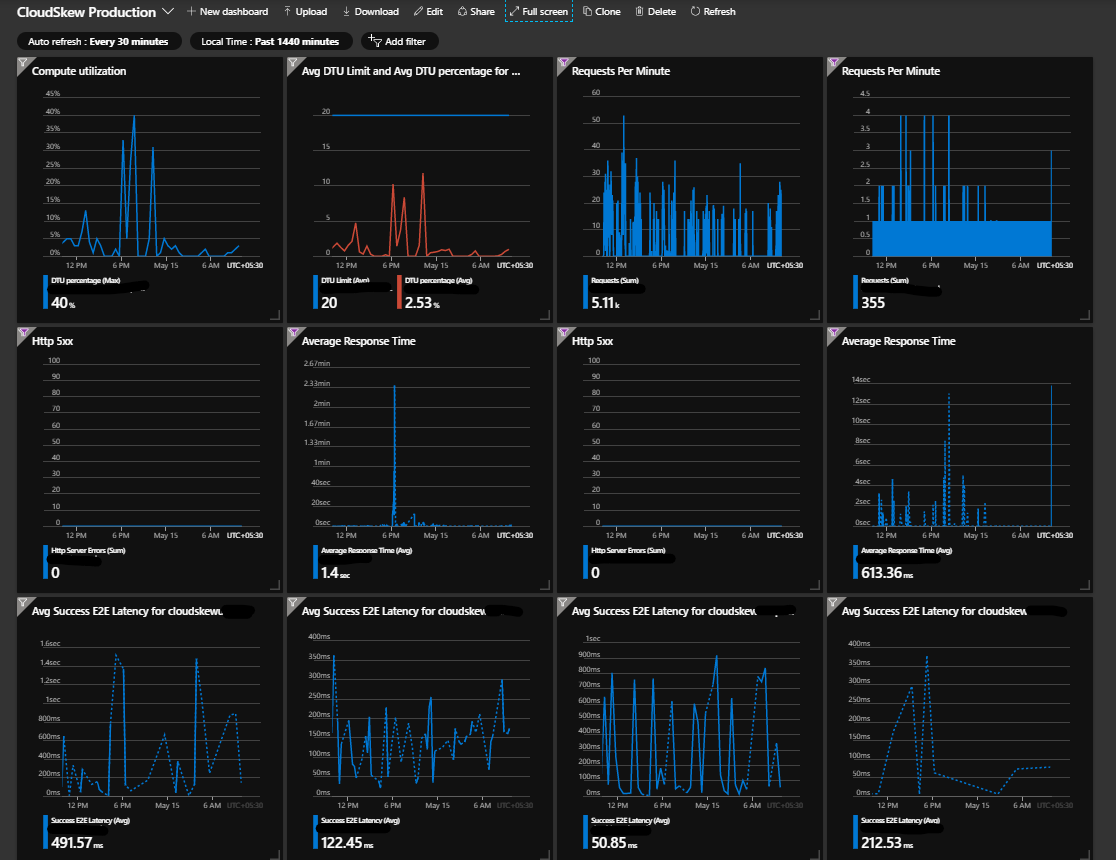 CloudSkew Production
New dashboard
Upload
Download
Edit
Share
Full screen
Clone
Delete
Refresh
Auto refresh : Every 30 minutes
Local Time : Past 1440 minutes
Add filter
Compute utilization
45%
40%
35%
30%
25%
20%
15%
10%
5%
0%
12 PM
6 PM
May 15
6 AM
UTC+05:30
DTU percentage (Max)
40 %
Avg DTU Limit and Avg DTU percentage for ...
20
15
10
5
0
12 PM
6 PM
May 15
6 AM
UTC+05:30
DTU Limit (Avg)
20
DTU percentage (Avg)
2.53 %
Requests Per Minute
60
50
40
30
20
10
0
12 PM
6 PM
May 15
6 AM
UTC+05:30
Requests (Sum)
5.11 k
Requests Per Minute
4.5
4
3.5
3
2.5
2
1.5
1
0.5
0
12 PM
6 PM
May 15
6 AM
UTC+05:30
Requests (Sum)
355
Http 5xx
100
90
80
70
60
50
40
30
20
10
0
12 PM
6 PM
May 15
6 AM
UTC+05:30
Http Server Errors (Sum)
0
Average Response Time
2.67min
2.33min
2min
1.67min
1.33min
1min
40sec
20sec
0sec
12 PM
6 PM
May 15
6 AM
UTC+05:30
Average Response Time (Avg)
1.4 sec
Http 5xx
100
90
80
70
60
50
40
30
20
10
0
12 PM
6 PM
May 15
6 AM
UTC+05:30
Http Server Errors (Sum)
0
Average Response Time
14sec
12sec
10sec
8sec
6sec
4sec
2sec
0sec
12 PM
6 PM
May 15
6 AM
UTC+05:30
Average Response Time (Avg)
613.36 ms
Avg Success E2E Latency for cloudskew
1.6sec
1.4sec
1.2sec
1sec
800ms
600ms
400ms
200ms
0ms
12 PM
6 PM
May 15
6 AM
UTC+05:30
Success E2E Latency (Avg)
491.57 ms
Avg Success E2E Latency for cloudskew
400ms
350ms
300ms
250ms
200ms
150ms
100ms
50ms
0ms
12 PM
6 PM
May 15
6 AM
UTC+05:30
Success E2E Latency (Avg)
122.45 ms
Avg Success E2E Latency for cloudskew
1sec
900ms
800ms
700ms
600ms
500ms
400ms
300ms
200ms
100ms
0ms
12 PM
6 PM
May 15
6 AM
UTC+05:30
Success E2E Latency (Avg)
50.85 ms
Avg Success E2E Latency for cloudskew
400ms
350ms
300ms
250ms
200ms
150ms
100ms
50ms
0ms
12 PM
6 PM
May 15
6 AM
UTC+05:30
Success E2E Latency (Avg)
212.53 ms